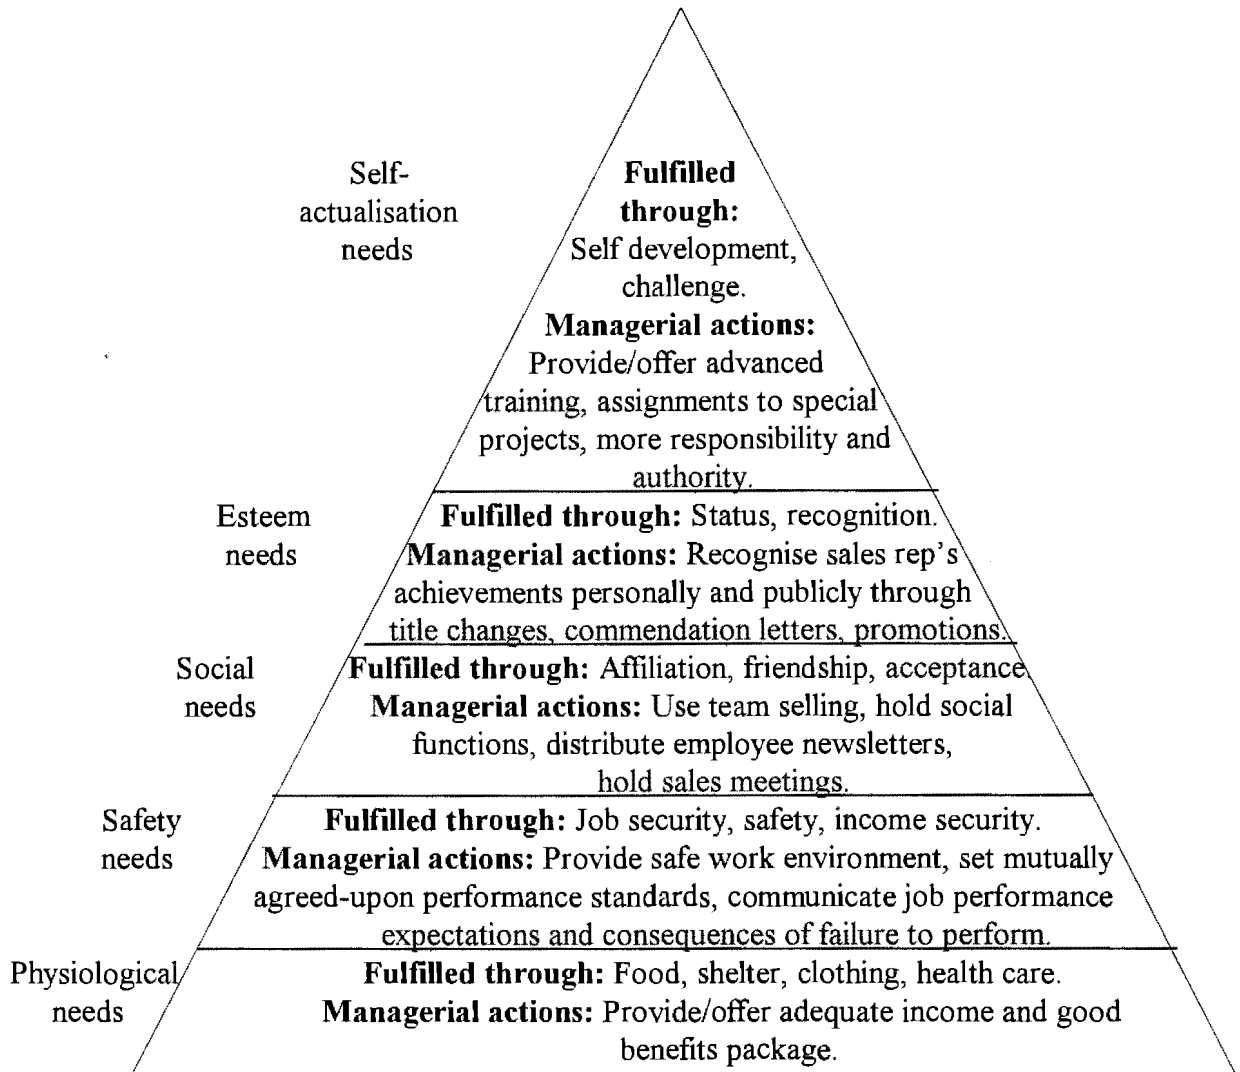 Self-
actualisation
needs
Fulfilled
through:
Self development,
challenge.
Managerial actions:
Provide/offer advanced
training, assignments to special
projects, more responsibility and
authority.
Esteem
needs
Fulfilled through: Status, recognition.
Managerial actions: Recognise sales rep's
achievements personally and publicly through
title changes, commendation letters, promotions.
Social
needs
Fulfilled through: Affiliation, friendship, acceptance.
Managerial actions: Use team selling, hold social
functions, distribute employee newsletters,
hold sales meetings.
Safety
needs
Fulfilled through: Job security, safety, income security.
Managerial actions: Provide safe work environment, set mutually
agreed-upon performance standards, communicate job performance
expectations and consequences of failure to perform.
Physiological
needs
Fulfilled through: Food, shelter, clothing, health care.
Managerial actions: Provide/offer adequate income and good
benefits package.